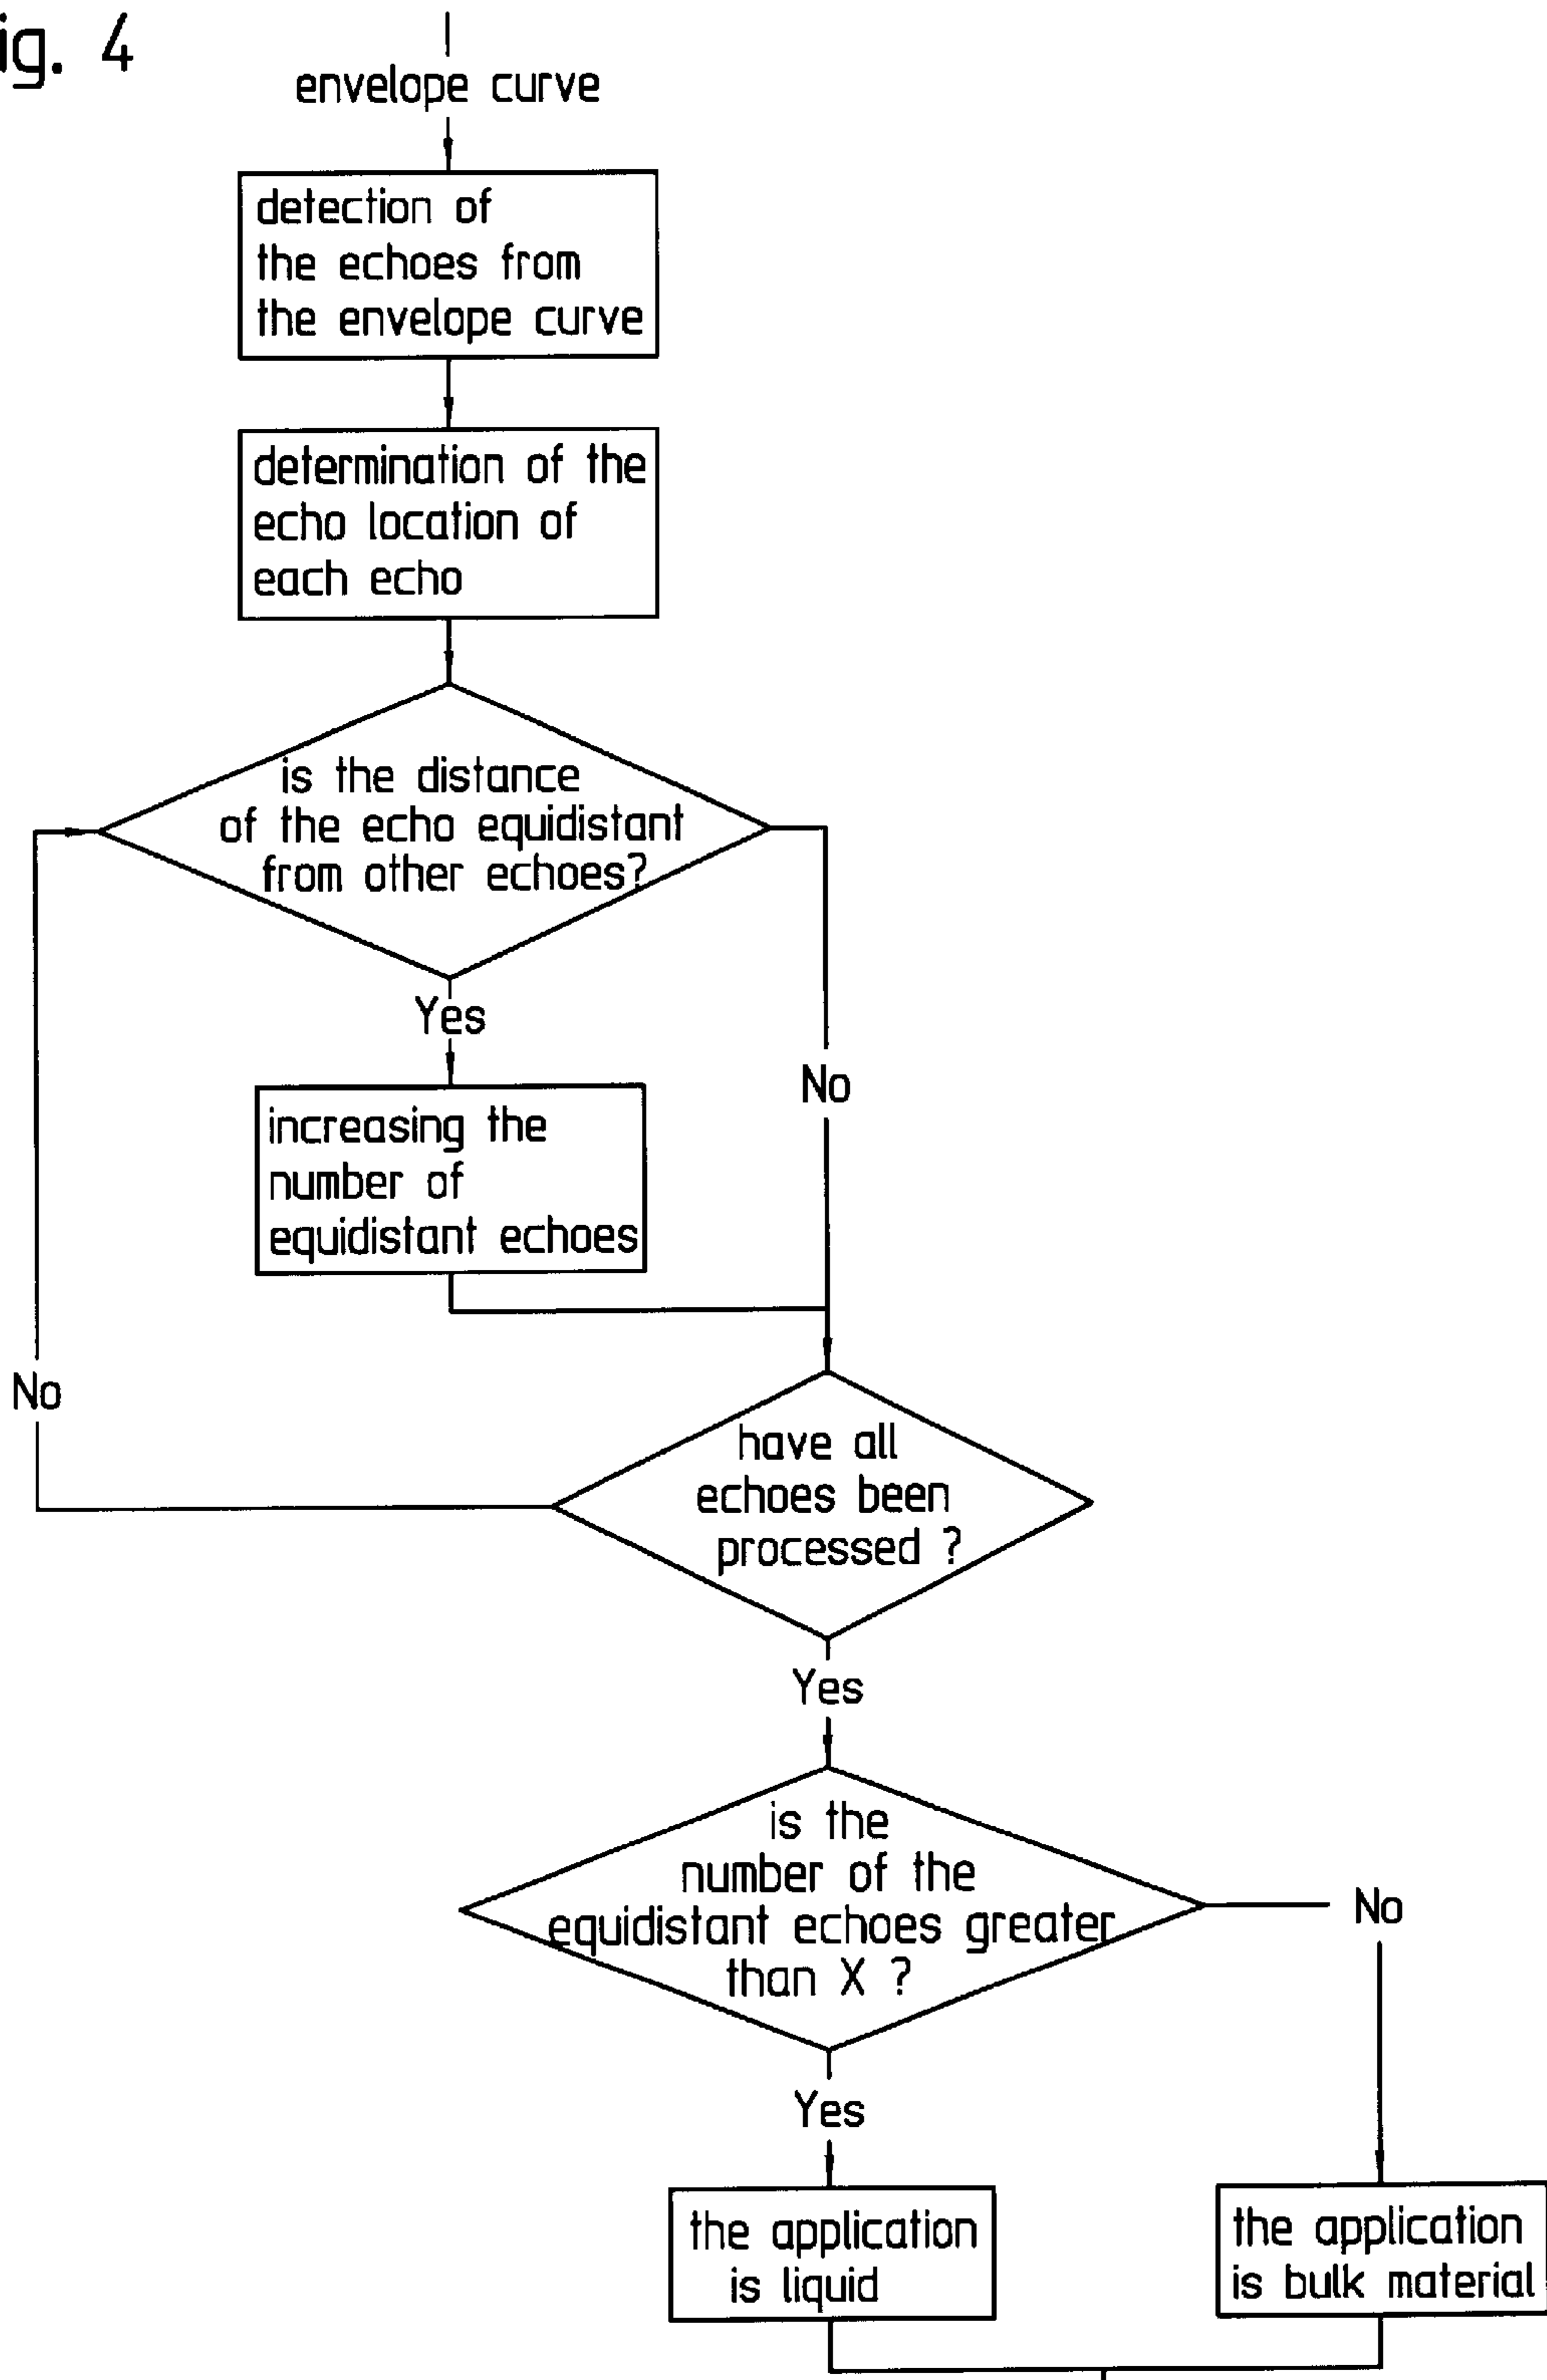 ig. 4
envelope curve
detection of
the echoes from
the envelope curve
determination of the
echo location of
each echo
is the distance
of the echo equidistant
from other echoes?
Yes
No
increasing the
number of
equidistant echoes
No
have all
echoes been
processed ?
Yes
is the
number of the
equidistant echoes greater
than X ?
No
Yes
the application
is liquid
the application
is bulk material